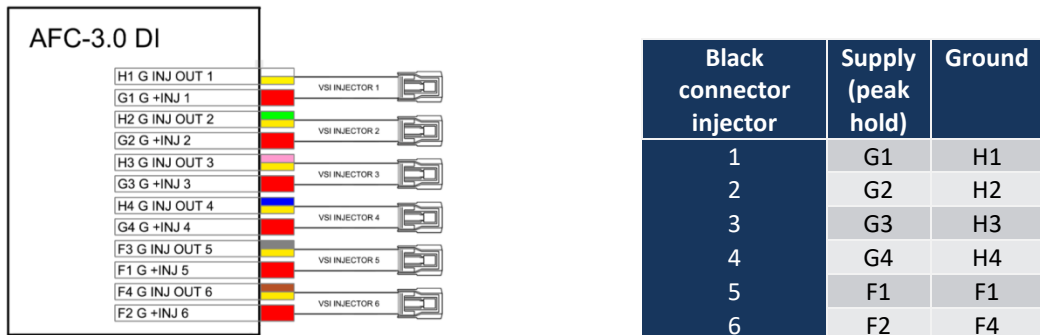 AFC-3.0 DI
H1 G INJ OUT 1
G1 G +INJ 1
VSI INJECTOR 1
H2 G INJ OUT 2
G2 G +INJ 2
VSI INJECTOR 2
H3 G INJ OUT 3
G3 G +INJ 3
VSI INJECTOR 3
H4 G INJ OUT 4
G4 G +INJ 4
VSI INJECTOR 4
F3 G INJ OUT 5
F1 G +INJ 5
VSI INJECTOR 5
F4 G INJ OUT 6
F2 G +INJ 6
VSI INJECTOR 6
Black connector injector Supply (peak hold) Ground
1 G1 H1
2 G2 H2
3 G3 H3
4 G4 H4
5 F1 F1
6 F2 F4